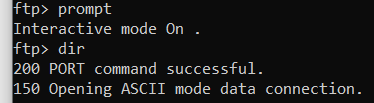 ftp> prompt
Interactive mode On .
ftp> dir
200 PORT command successful.
150 Opening ASCII mode data connection.